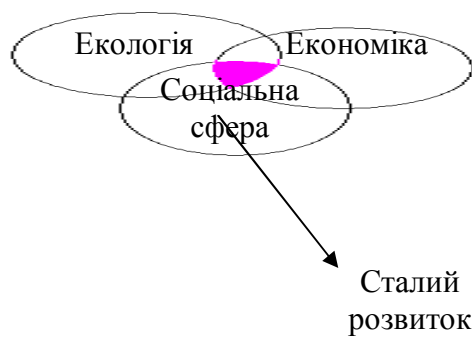 Екологія Економіка
Соціальна
сфера
Сталий
розвиток